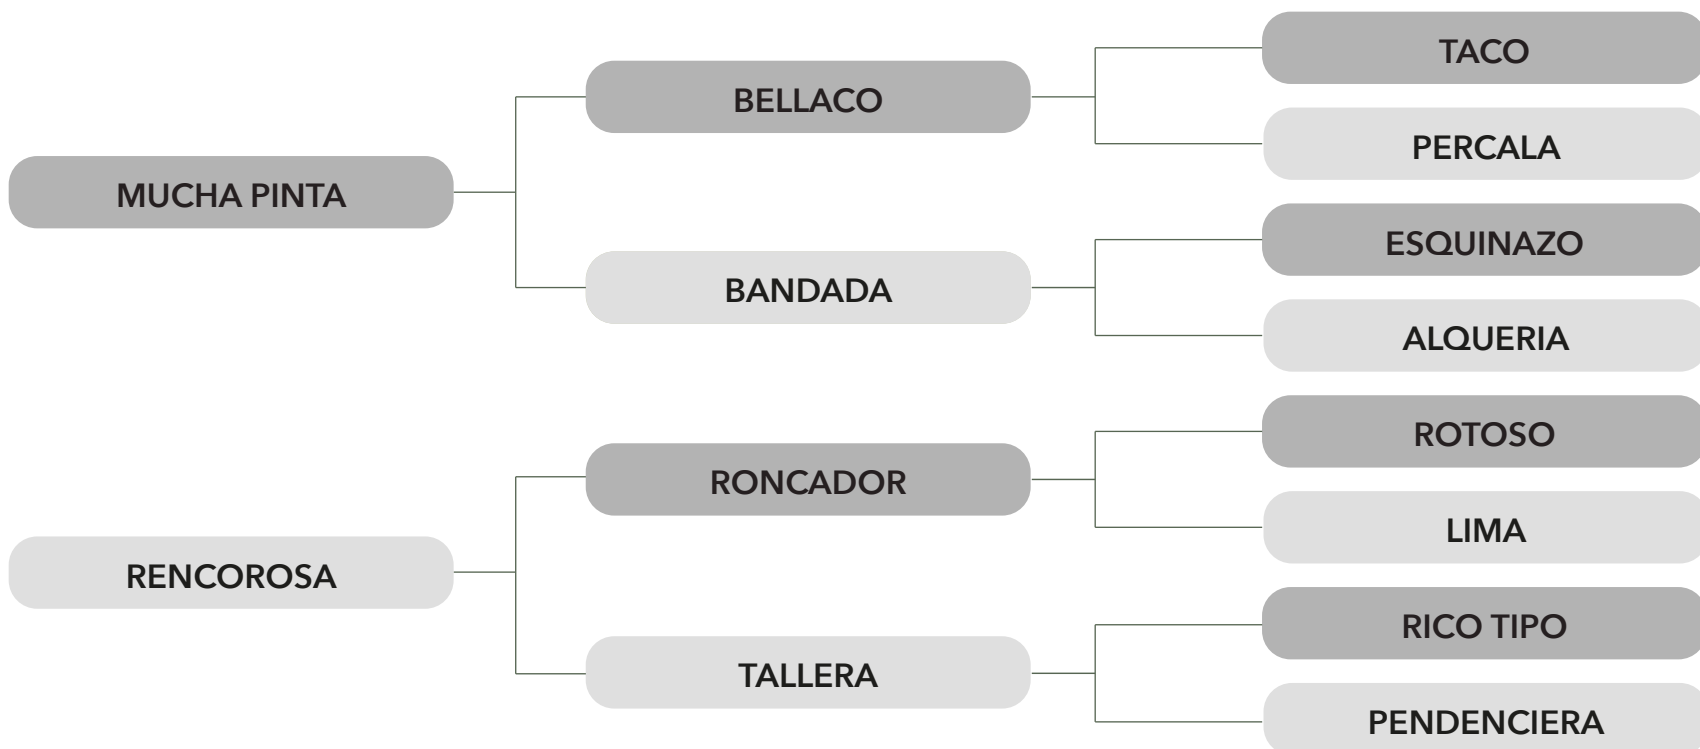 MUCHA PINTA
BELLACO
TACO
PERCALA
BANDADA
ESQUINAZO
ALQUERIA
RENCOROSA
RONCADOR
ROTOSO
LIMA
TALLERA
RICO TIPO
PENDENCIERA